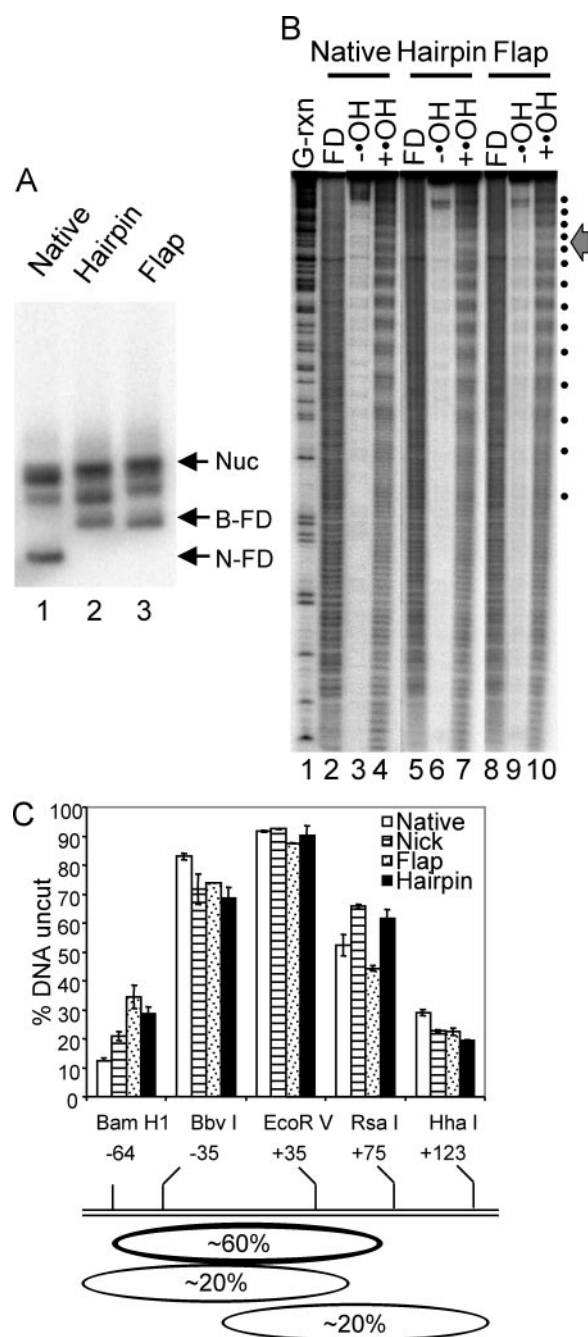 A
Native
Hairpin
Flap
Nuc
B-FD
N-FD
1 2 3
B
Native Hairpin Flap
G-rxn
FD
-•OH
+•OH
FD
-•OH
+•OH
FD
-•OH
+•OH
1 2 3 4 5 6 7 8 9 10
C
% DNA uncut
100
90
80
70
60
50
40
30
20
10
0
Native
Nick
Flap
Hairpin
Bam H1 Bbv I EcoR V Rsa I Hha I
-64 -35 +35 +75 +123
~60%
~20%
~20%